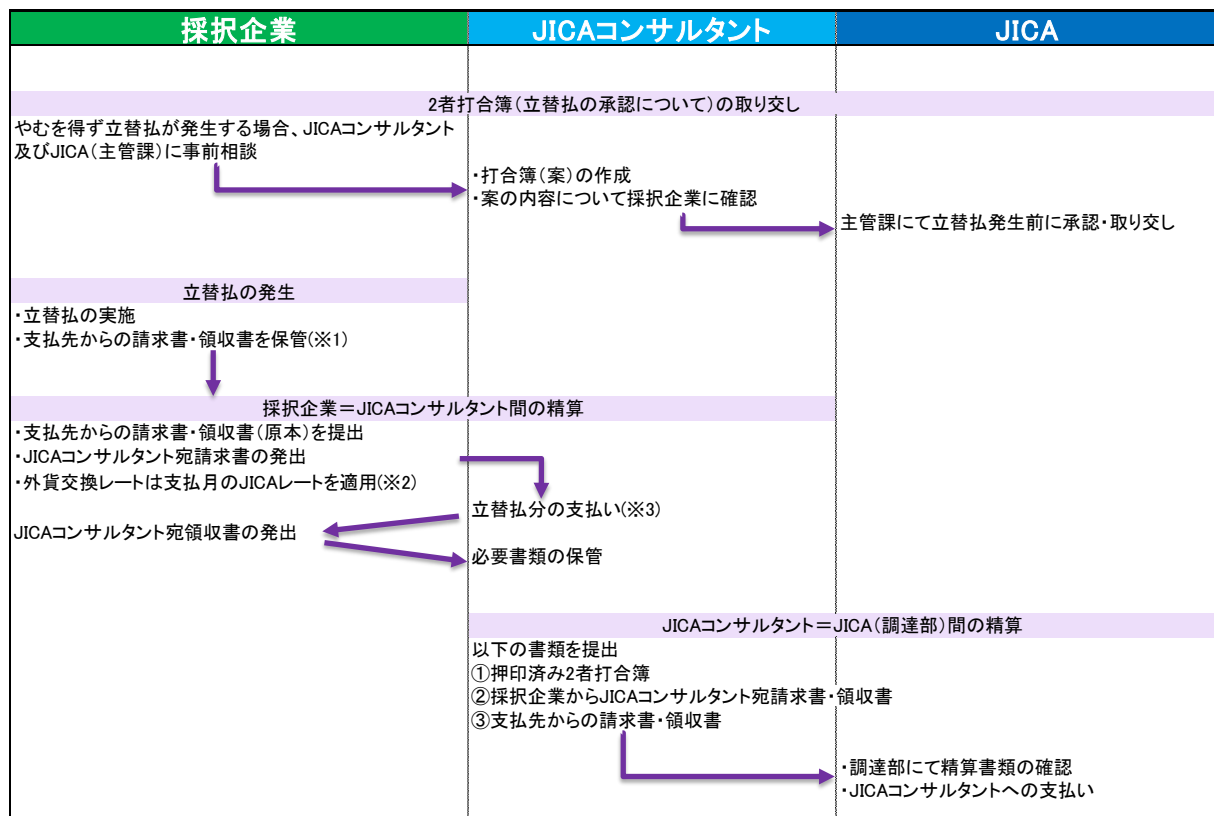 採択企業
JICAコンサルタント
JICA
2者打合簿(立替払の承認について)の取り交し
やむを得ず立替払が発生する場合、JICAコンサルタント
及びJICA(主管課)に事前相談
・打合簿(案)の作成
・案の内容について採択企業に確認
主管課にて立替払発生前に承認・取り交し
立替払の発生
・立替払の実施
・支払先からの請求書・領収書を保管(※1)
採択企業=JICAコンサルタント間の精算
・支払先からの請求書・領収書(原本)を提出
・JICAコンサルタント宛請求書の発出
・外貨交換レートは支払月のJICAレートを適用(※2)
立替払分の支払い(※3)
JICAコンサルタント宛領収書の発出
必要書類の保管
JICAコンサルタント=JICA(調達部)間の精算
以下の書類を提出
①押印済み2者打合簿
②採択企業からJICAコンサルタント宛請求書・領収書
③支払先からの請求書・領収書
・調達部にて精算書類の確認
・JICAコンサルタントへの支払い